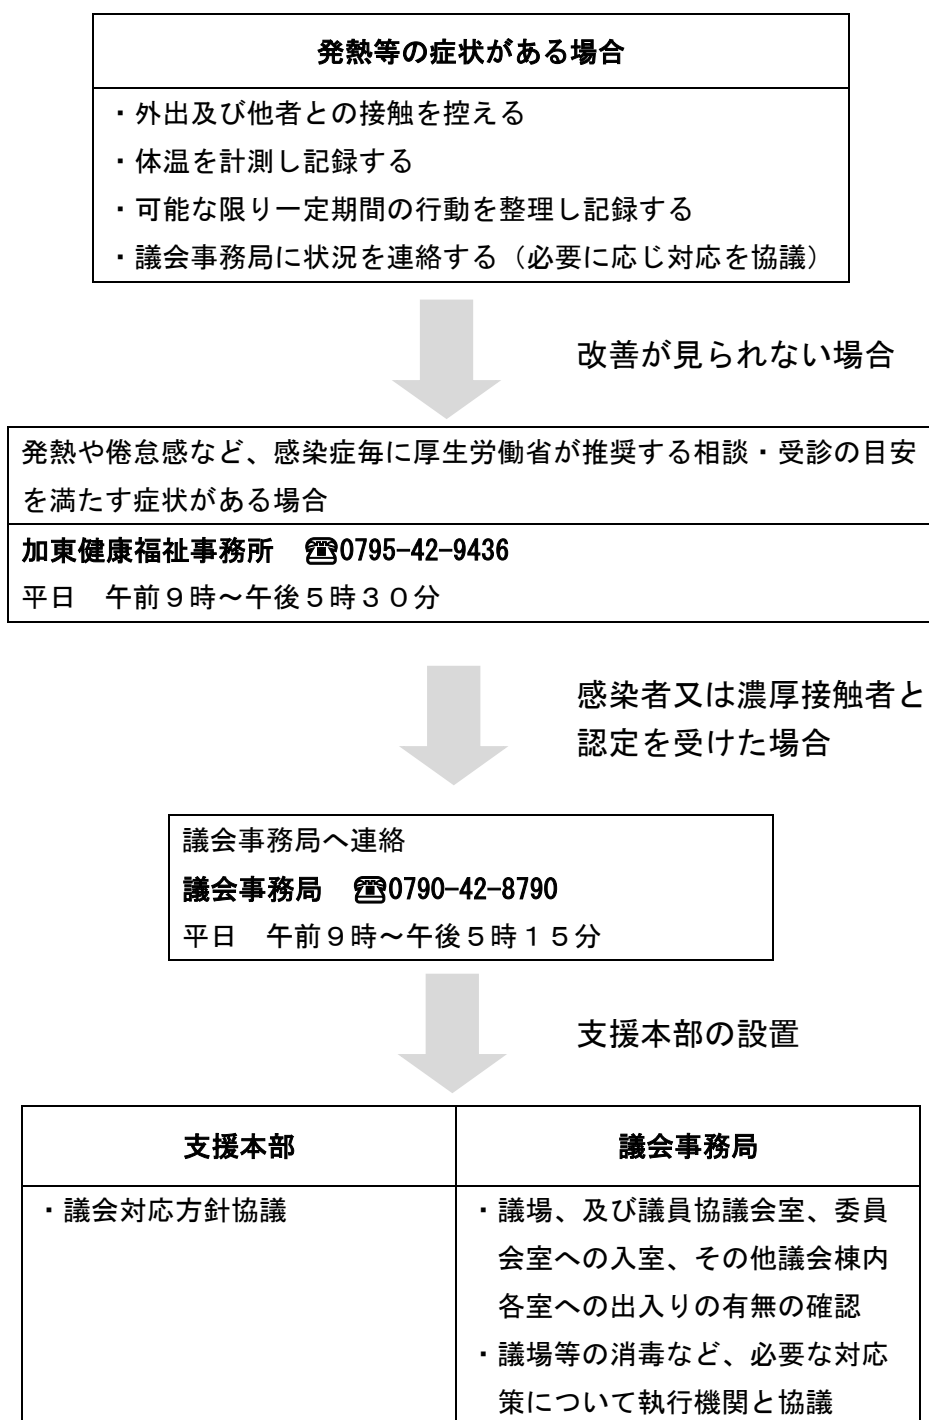 発熱等の症状がある場合
・外出及び他者との接触を控える
・体温を計測し記録する
・可能な限り一定期間の行動を整理し記録する
・議会事務局に状況を連絡する（必要に応じ対応を協議）
改善が見られない場合
発熱や倦怠感など、感染症毎に厚生労働省が推奨する相談・受診の目安
を満たす症状がある場合
加東健康福祉事務所　☎0795-42-9436
平日　午前９時～午後５時３０分
感染者又は濃厚接触者と
認定を受けた場合
議会事務局へ連絡
議会事務局　☎0790-42-8790
平日　午前９時～午後５時１５分
支援本部の設置
支援本部
・議会対応方針協議
議会事務局
・議場、及び議員協議会室、委員
会室への入室、その他議会棟内
各室への出入りの有無の確認
・議場等の消毒など、必要な対応
策について執行機関と協議